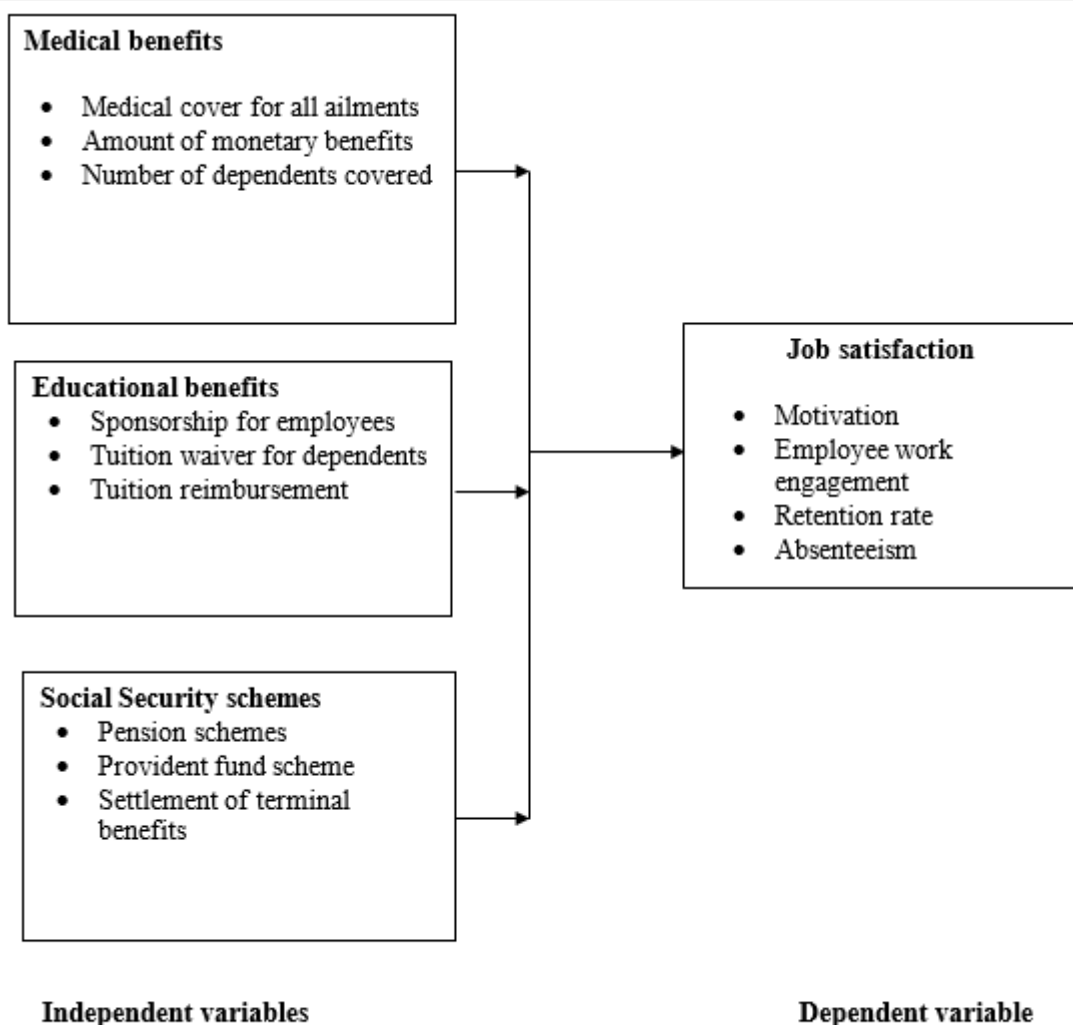 Medical benefits
• Medical cover for all ailments
• Amount of monetary benefits
• Number of dependents covered
Educational benefits
• Sponsorship for employees
• Tuition waiver for dependents
• Tuition reimbursement
Social Security schemes
• Pension schemes
• Provident fund scheme
• Settlement of terminal
benefits
Job satisfaction
• Motivation
• Employee work
engagement
• Retention rate
• Absenteeism
Independent variables
Dependent variable